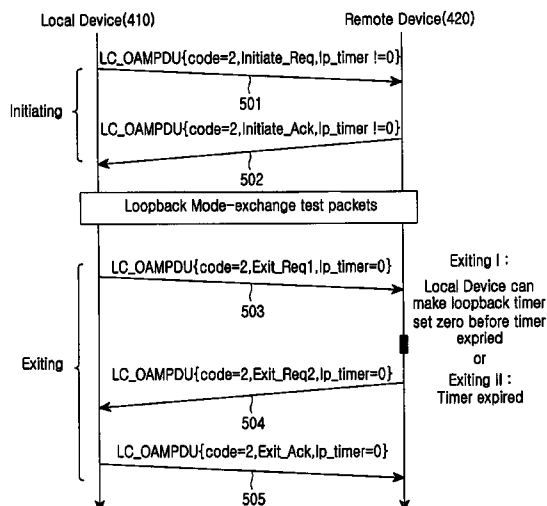 Local Device(410)
Remote Device(420)
LC_OAMPDU{code=2,Initiate_Req,lp_timer !=0}
501
Initiating
LC_OAMPDU{code=2,Initiate_Ack,lp_timer !=0}
502
Loopback Mode-exchange test packets
LC_OAMPDU{code=2,Exit_Req1,lp_timer=0}
503
Exiting I :
Local Device can
make loopback timer
set zero before timer
expried
or
Exiting II :
Timer expired
Exiting
LC_OAMPDU{code=2,Exit_Req2,lp_timer=0}
504
LC_OAMPDU{code=2,Exit_Ack,lp_timer=0}
505